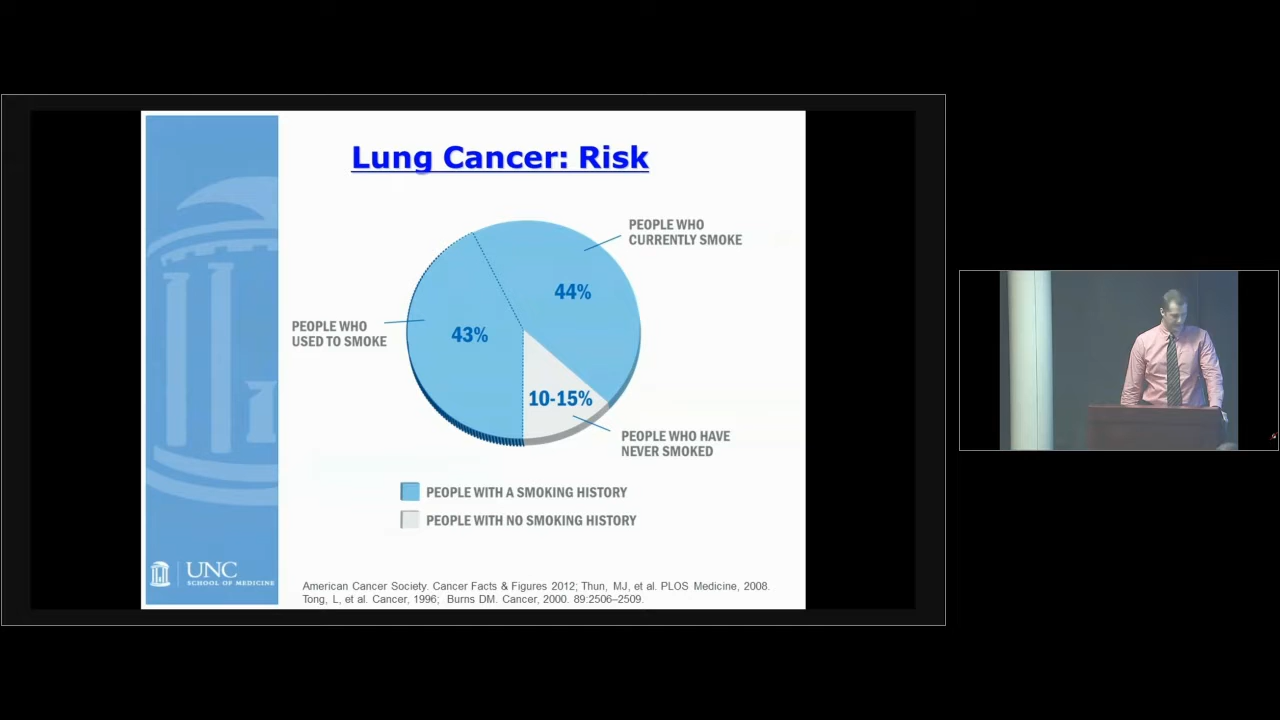 Lung Cancer: Risk
PEOPLE WHO
CURRENTLY SMOKE
44%
PEOPLE WHO
USED TO SMOKE
43%
10-15%
PEOPLE WHO HAVE
NEVER SMOKED
PEOPLE WITH A SMOKING HISTORY
PEOPLE WITH NO SMOKING HISTORY
UNC
SCHOOL OF MEDICINE
American Cancer Society. Cancer Facts & Figures 2012; Thun, MJ, et al. PLOS Medicine, 2008.
Tong, L, et al. Cancer, 1996; Burns DM. Cancer, 2000. 89:2506–2509.